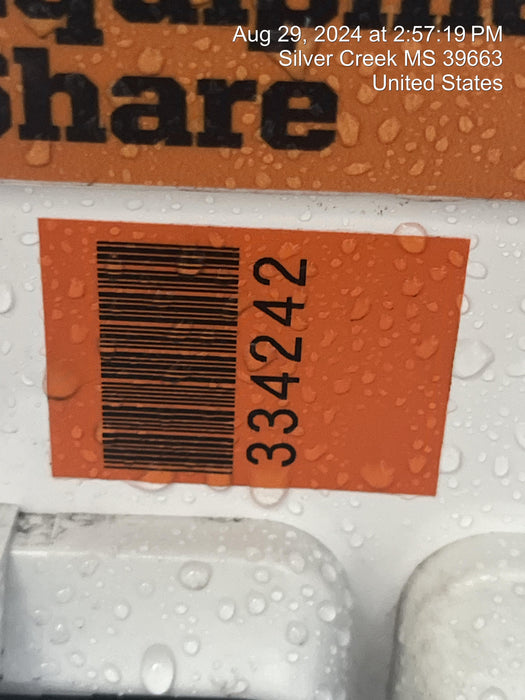 Aug 29, 2024 at 2:57:19 PM
Silver Creek MS 39663
United States
Share
334242